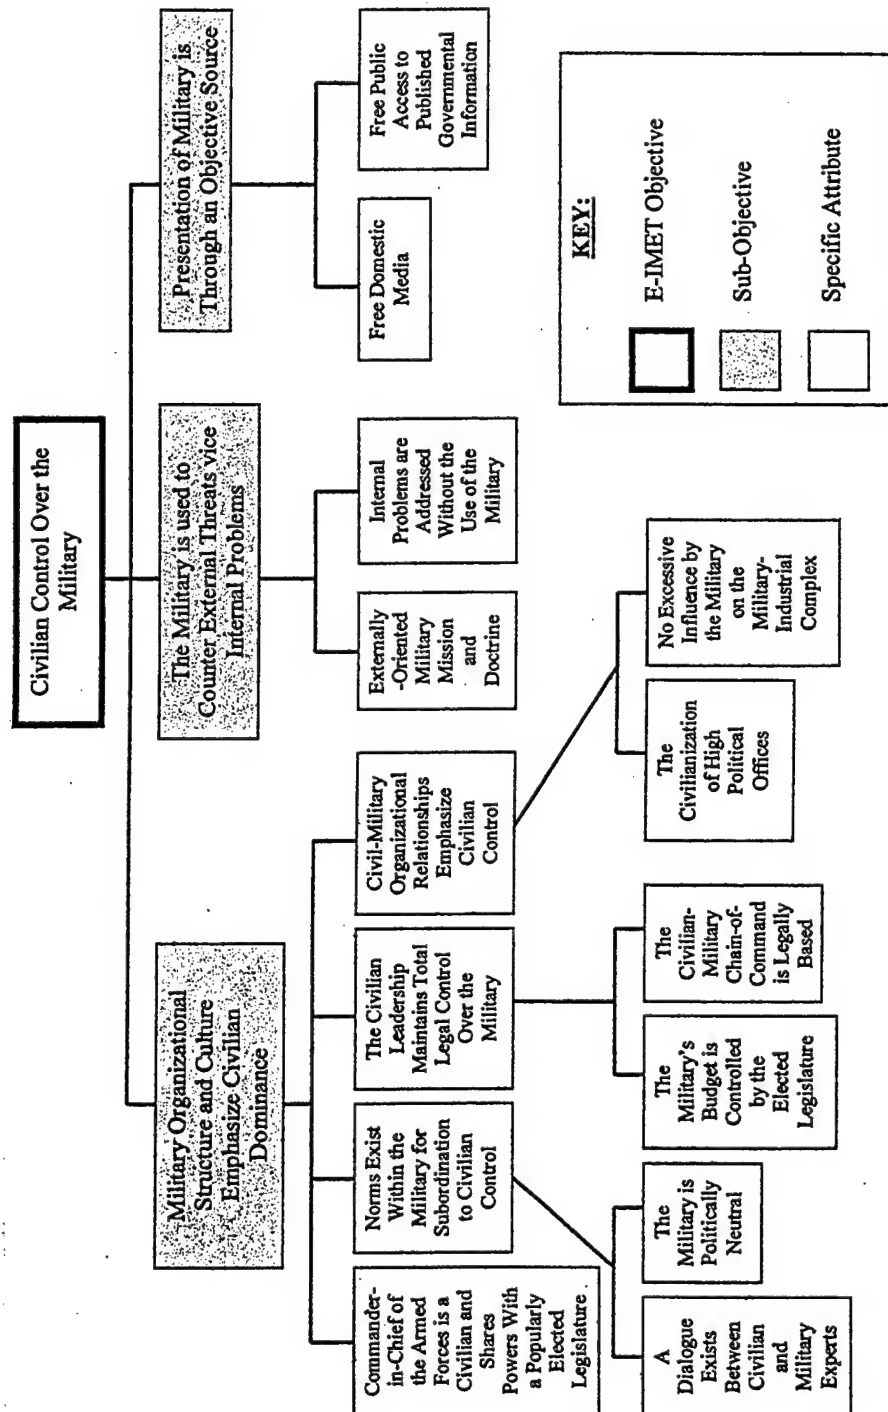 Civilian Control Over the
Military
Military Organizational
Structure and Culture
Emphasize Civilian
Dominance
The Military is used to
Counter External Threats vice
Internal Problems
Presentation of Military is
Through an Objective Source
Commander-
in-Chief of
the Armed
Forces is a
Civilian and
Shares
Powers With
a Popularly
Elected
Legislature
Norms Exist
Within the
Military for
Subordination
to Civilian
Control
The Civilian
Leadership
Maintains Total
Legal Control
Over the
Military
Civil-Military
Organizational
Relationships
Emphasize
Civilian
Control
Externally
-Oriented
Military
Mission
and
Doctrine
Internal
Problems are
Addressed
Without the
Use of the
Military
Free Domestic
Media
Free Public
Access to
Published
Governmental
Information
A
Dialogue
Exists
Between
Civilian
and
Military
Experts
The
Military is
Politically
Neutral
The
Military's
Budget is
Controlled
by the
Elected
Legislature
The
Civilian-
Military
Chain-of-
Command
is Legally
Based
The
Civilianization
of High
Political
Offices
No Excessive
Influence by
the Military
on the
Military-
Industrial
Complex
KEY:
E-IMET Objective
Sub-Objective
Specific Attribute